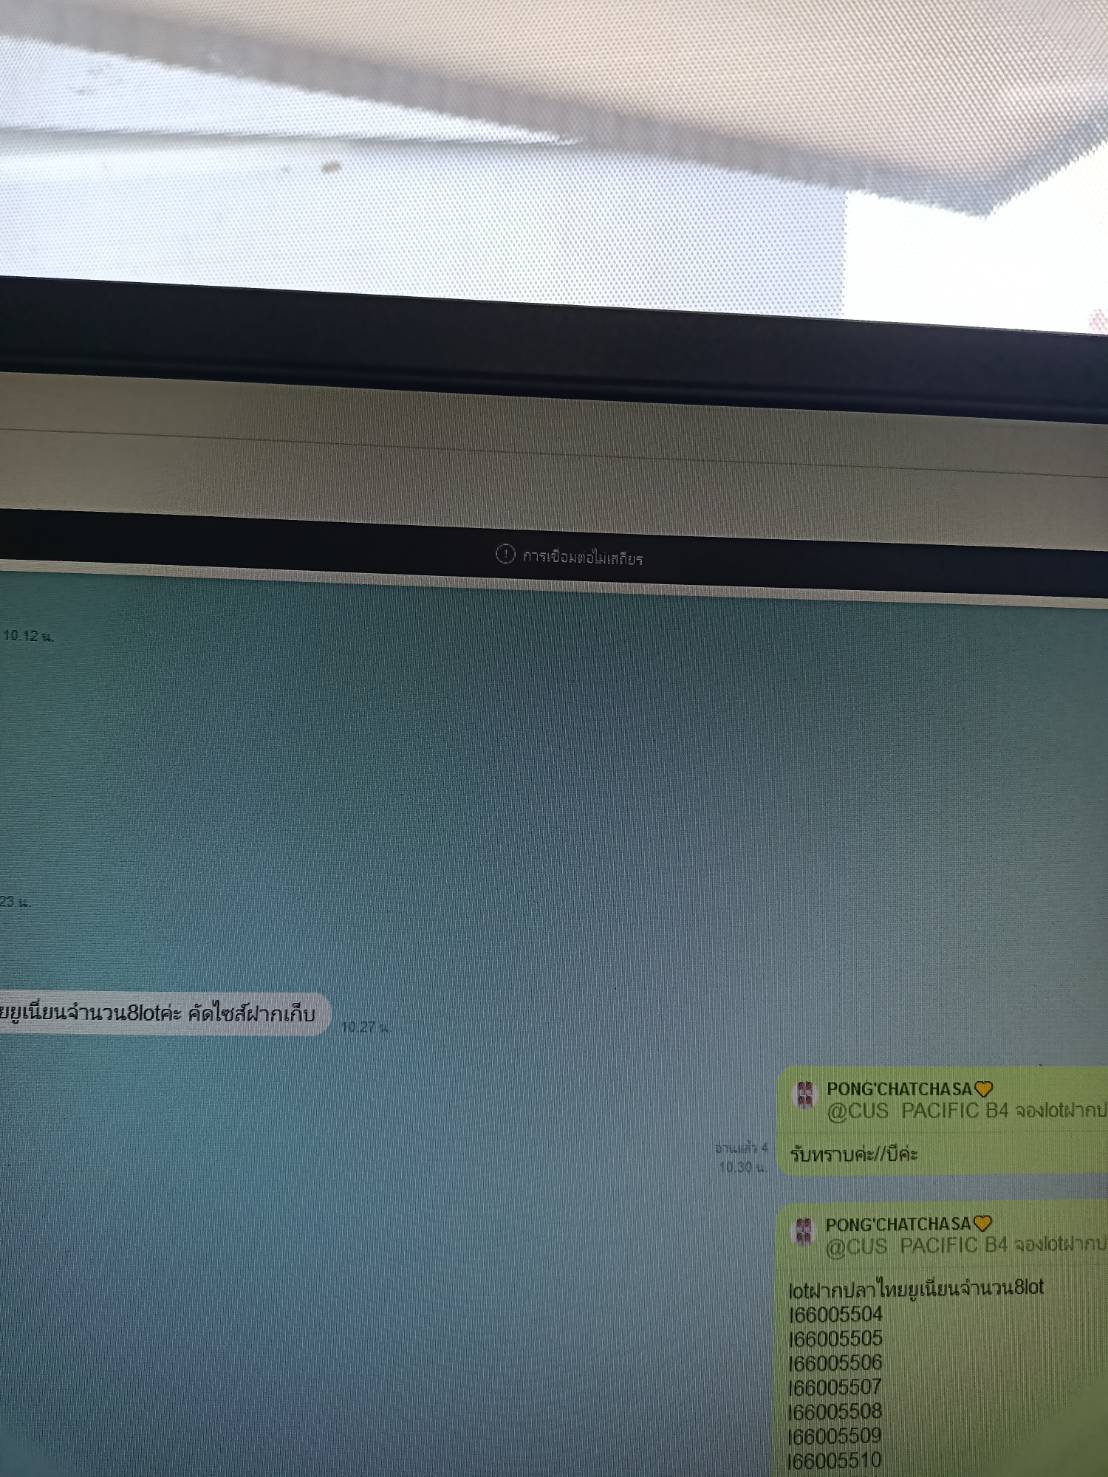 การเชื่อมต่อไม่เสถียร
10.12 น.
23 น.
ยยูเนี่ยนจำนวน8lotค่ะ คัดไซส์ฝากเก็บ
10.27 น.
PONG'CHATCHASA
@CUS PACIFIC B4 จองlotฝากป
อ่านแล้ว 4
10.30 น.
รับทราบค่ะ//บีค่ะ
PONG'CHATCHASA
@CUS PACIFIC B4 จองlotฝากป
lotฝากปลาไทยยูเนี่ยนจำนวน8lot
I66005504
I66005505
I66005506
I66005507
I66005508
I66005509
I66005510